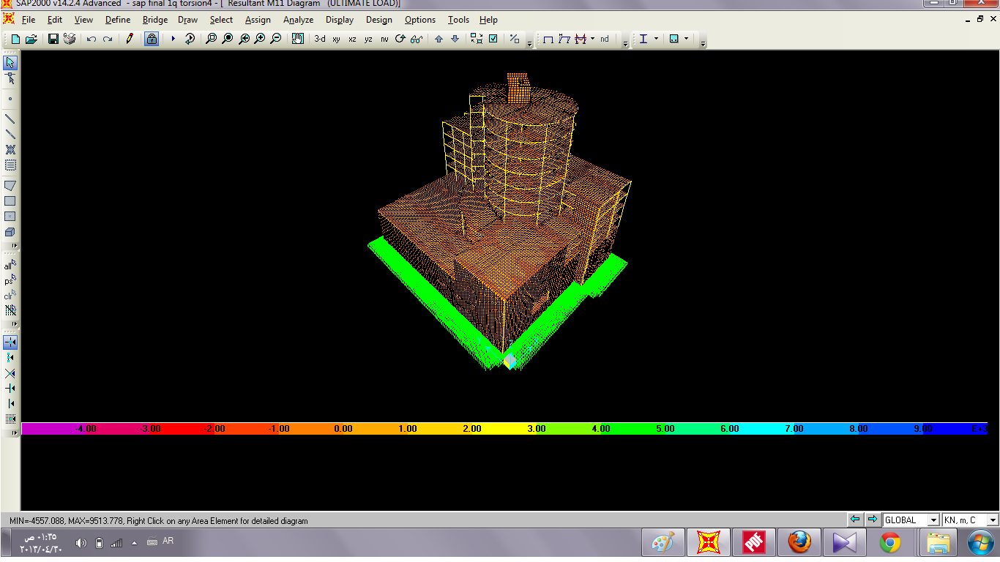 SAP2000 v14.2.4 Advanced - sap final 1q torsion4 - [ Resultant M11 Diagram (ULTIMATE LOAD)]
File Edit View Define Bridge Draw Select Assign Analyze Display Design Options Tools Help
3-d xy xz yz nv nd
all
ps
clr
-4.00 -3.00 -2.00 -1.00 0.00 1.00 2.00 3.00 4.00 5.00 6.00 7.00 8.00 9.00
MIN=-4557.088, MAX=9513.778, Right Click on any Area Element for detailed diagram GLOBAL KN, m, C
٠١:٣٥ ص
٢٠١٣/٠٤/٣٠
AR
PDF